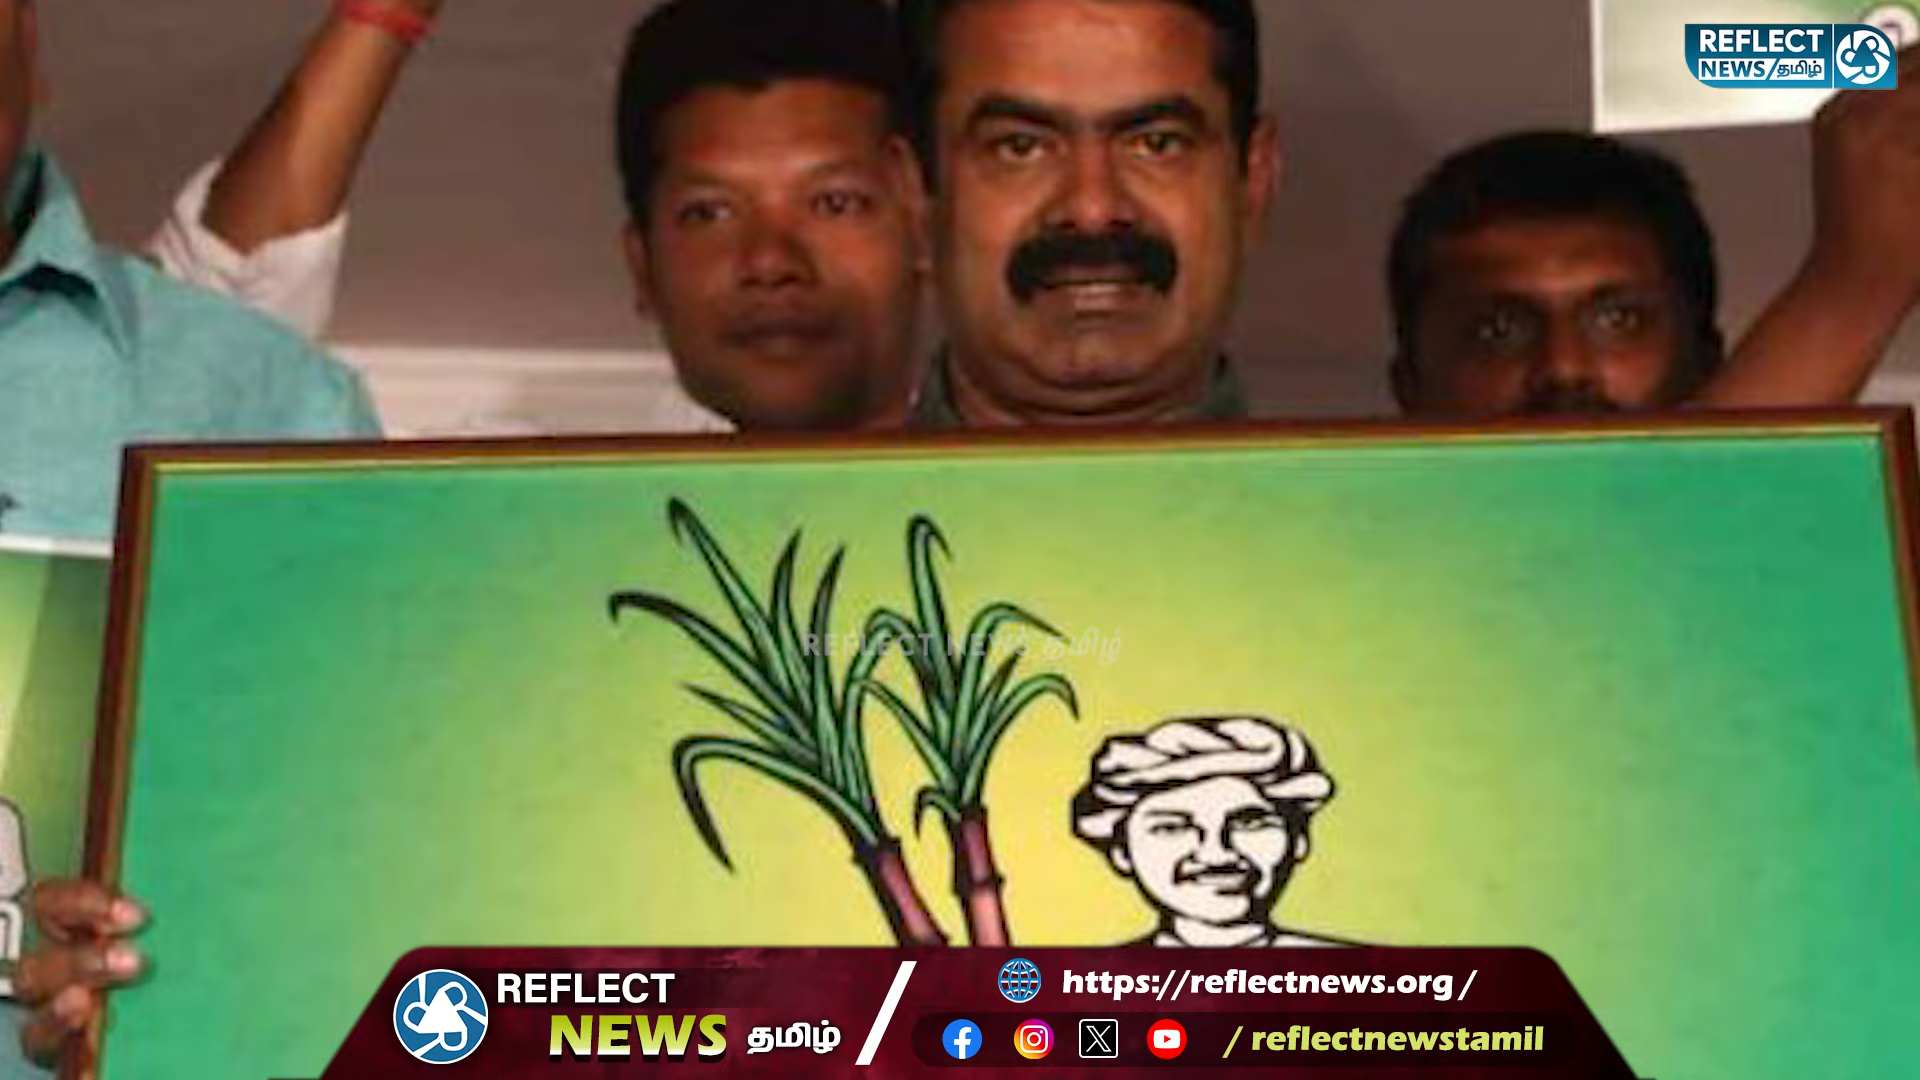 REFLECT
NEWS/தமிழ்
REFLECT NEWS தமிழ்
REFLECT
NEWS தமிழ்
https://reflectnews.org/
/ reflectnewstamil